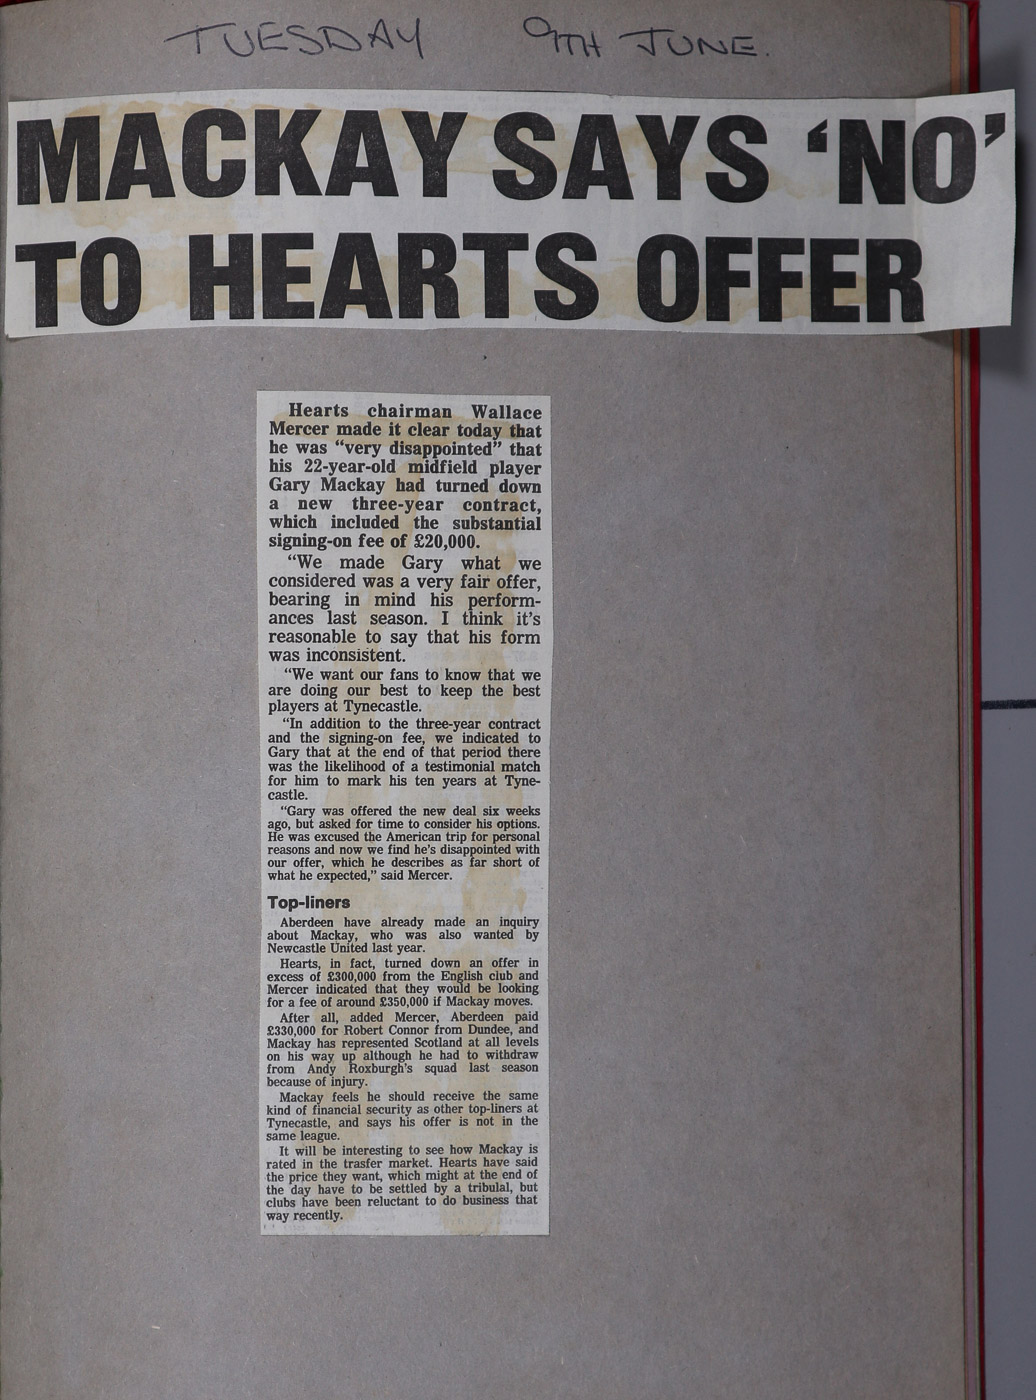 TUESDAY 9TH JUNE.
MACKAY SAYS ‘NO’
TO HEARTS OFFER
Hearts chairman Wallace
Mercer made it clear today that
he was “very disappointed” that
his 22-year-old midfield player
Gary Mackay had turned down
a new three-year contract,
which included the substantial
signing-on fee of £20,000.
“We made Gary what we
considered was a very fair offer,
bearing in mind his perform-
ances last season. I think it’s
reasonable to say that his form
was inconsistent.
“We want our fans to know that we
are doing our best to keep the best
players at Tynecastle.
“In addition to the three-year contract
and the signing-on fee, we indicated to
Gary that at the end of that period there
was the likelihood of a testimonial match
for him to mark his ten years at Tyne-
castle.
“Gary was offered the new deal six weeks
ago, but asked for time to consider his options.
He was excused the American trip for personal
reasons and now we find he’s disappointed with
our offer, which he describes as far short of
what he expected,” said Mercer.
Top-liners
Aberdeen have already made an inquiry
about Mackay, who was also wanted by
Newcastle United last year.
Hearts, in fact, turned down an offer in
excess of £300,000 from the English club and
Mercer indicated that they would be looking
for a fee of around £350,000 if Mackay moves.
After all, added Mercer, Aberdeen paid
£330,000 for Robert Connor from Dundee, and
Mackay has represented Scotland at all levels
on his way up although he had to withdraw
from Andy Roxburgh’s squad last season
because of injury.
Mackay feels he should receive the same
kind of financial security as other top-liners at
Tynecastle, and says his offer is not in the
same league.
It will be interesting to see how Mackay is
rated in the trasfer market. Hearts have said
the price they want, which might at the end of
the day have to be settled by a tribulal, but
clubs have been reluctant to do business that
way recently.